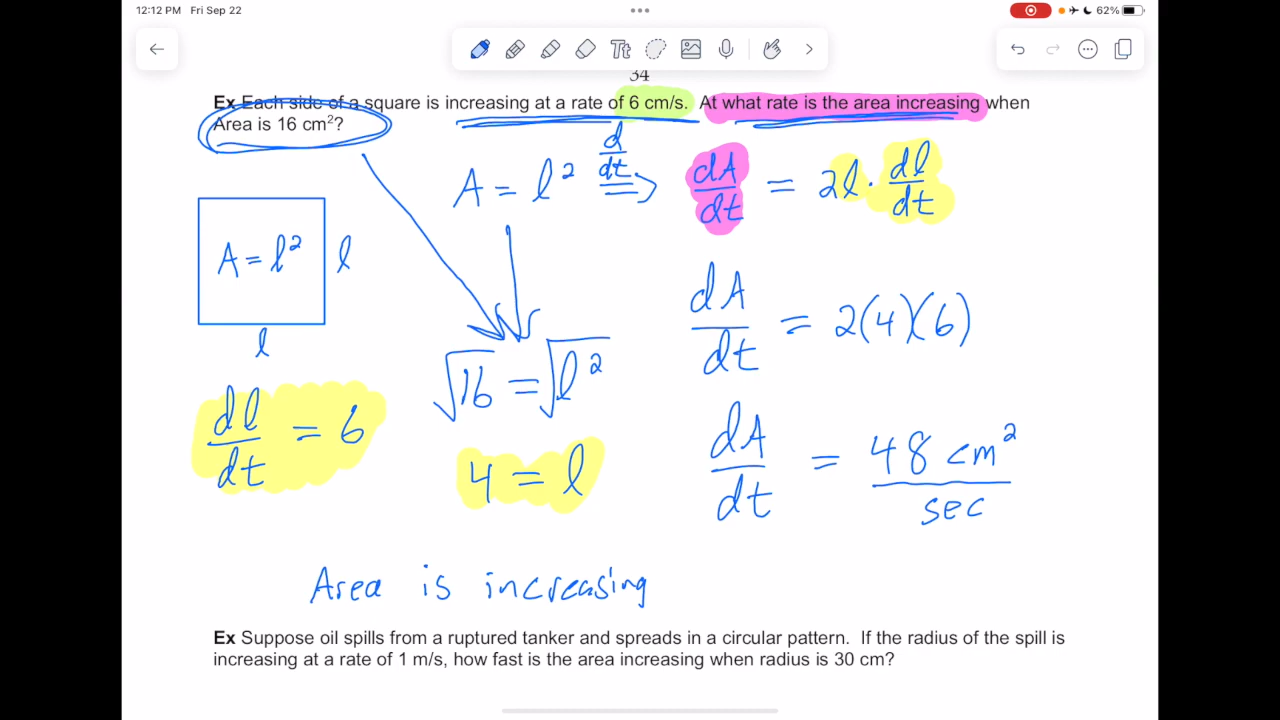 12:12 PM Fri Sep 22
62%
Tt
34
Ex Each side of a square is increasing at a rate of 6 cm/s. At what rate is the area increasing when
Area is 16 cm²?
A = l² d/dt => dA/dt = 2l · dl/dt
A = l² l
l
dA/dt = 2(4)(6)
√16 = √l²
dl/dt = 6
4 = l
dA/dt = 48 cm²/sec
Area is increasing
Ex Suppose oil spills from a ruptured tanker and spreads in a circular pattern. If the radius of the spill is
increasing at a rate of 1 m/s, how fast is the area increasing when radius is 30 cm?